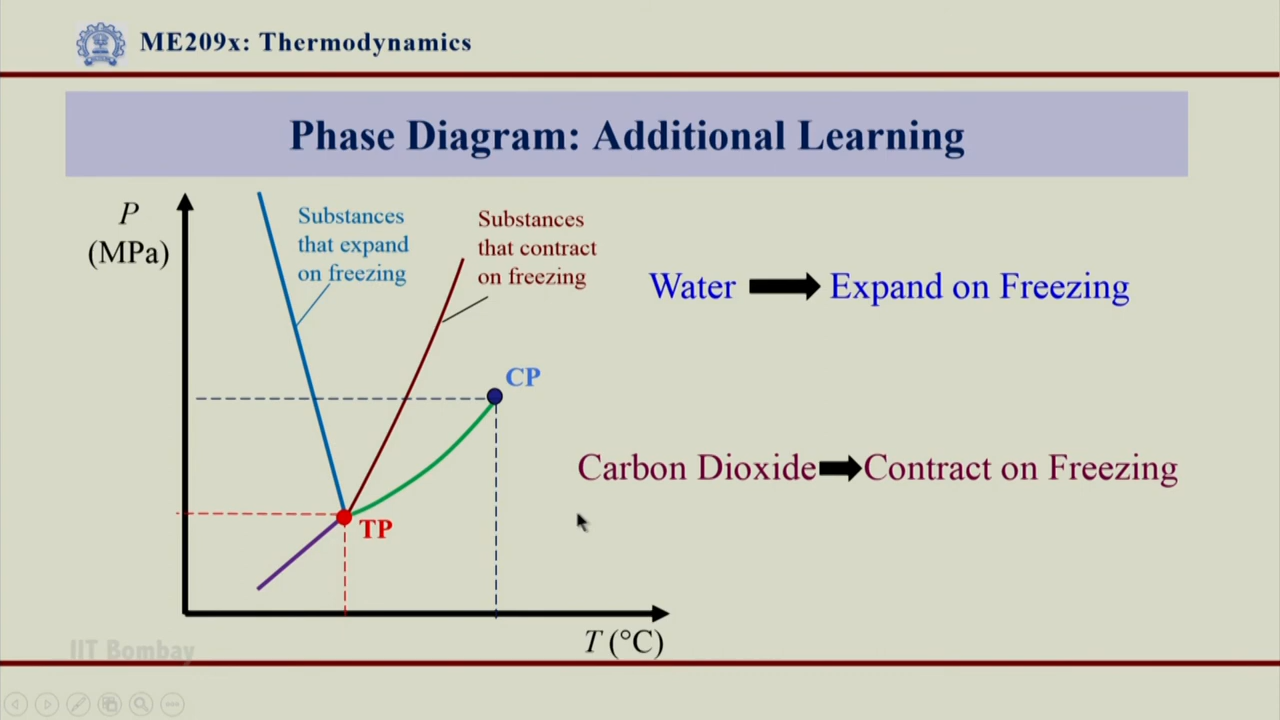 ME209x: Thermodynamics
Phase Diagram: Additional Learning
P
(MPa)
Substances
that expand
on freezing
Substances
that contract
on freezing
Water
Expand on Freezing
CP
Carbon Dioxide
Contract on Freezing
TP
T (°C)
IIT Bombay